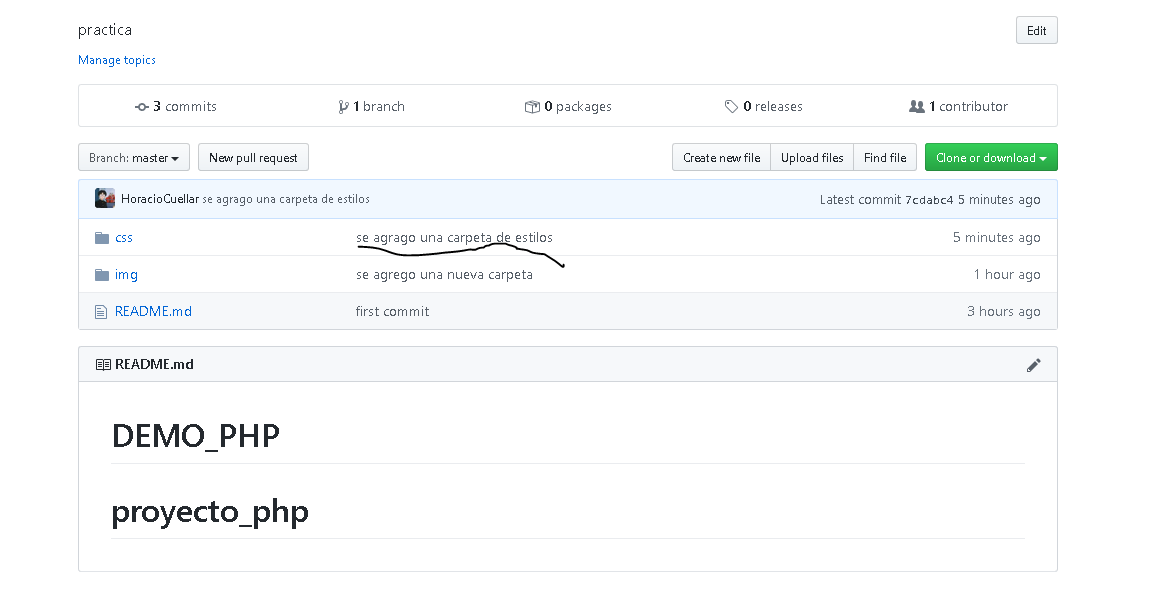 practica
Edit
Manage topics
3 commits 1 branch 0 packages 0 releases 1 contributor
Branch: master New pull request Create new file Upload files Find file Clone or download
HoracioCuellar se agrago una carpeta de estilos Latest commit 7cdabc4 5 minutes ago
css se agrago una carpeta de estilos 5 minutes ago
img se agrego una nueva carpeta 1 hour ago
README.md first commit 3 hours ago
README.md
DEMO_PHP
proyecto_php